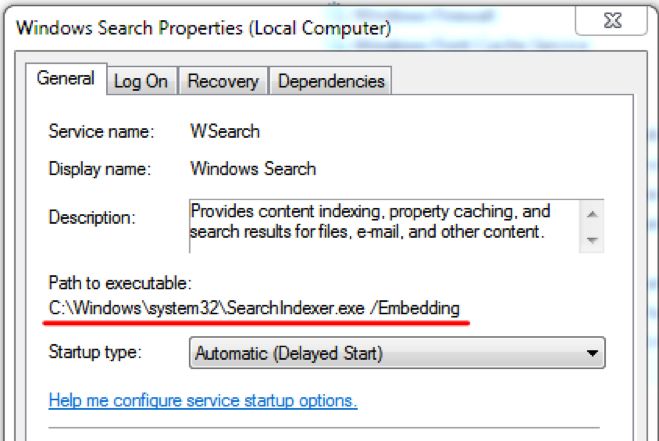 Windows Search Properties (Local Computer)
General Log On Recovery Dependencies
Service name: WSearch
Display name: Windows Search
Description: Provides content indexing, property caching, and
search results for files, e-mail, and other content.
Path to executable:
C:\Windows\system32\SearchIndexer.exe /Embedding
Startup type: Automatic (Delayed Start)
Help me configure service startup options.